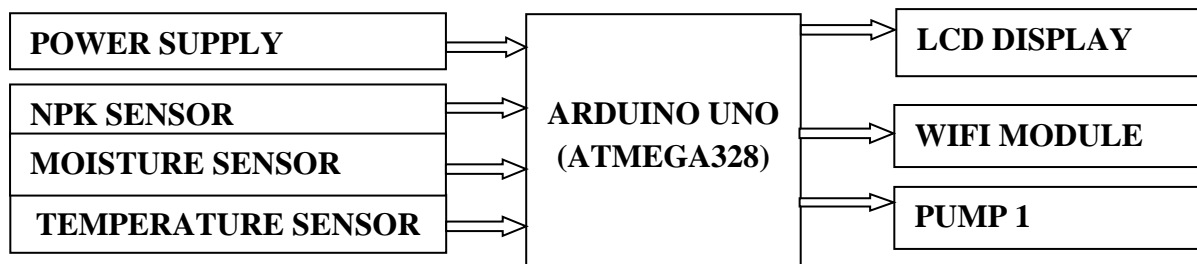 POWER SUPPLY
NPK SENSOR
MOISTURE SENSOR
TEMPERATURE SENSOR
ARDUINO UNO
(ATMEGA328)
LCD DISPLAY
WIFI MODULE
PUMP 1